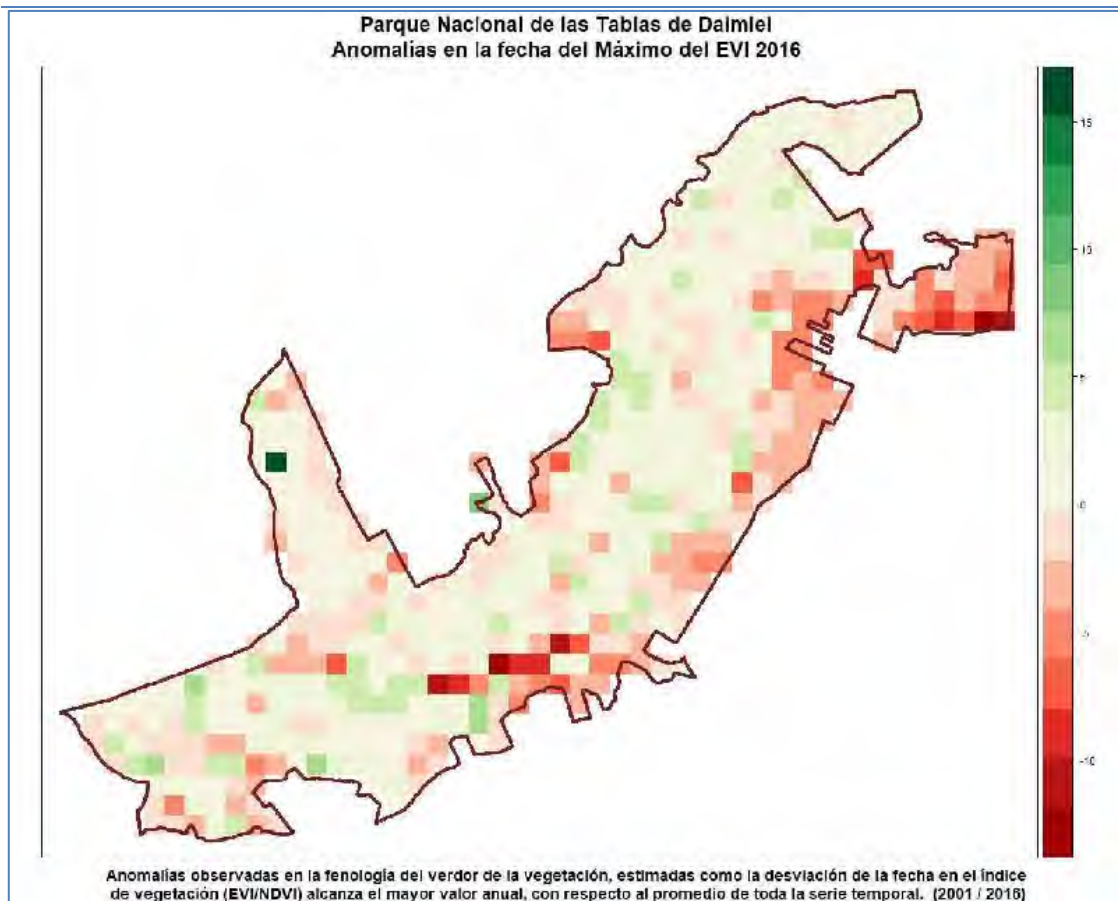 Parque Nacional de las Tablas de Daimiel
Anomalías en la fecha del Máximo del EVI 2016
15
10
5
0
-5
-10
Anomalías observadas en la fenología del verdor de la vegetación, estimadas como la desviación de la fecha en el índice
de vegetación (EVI/NDVI) alcanza el mayor valor anual, con respecto al promedio de toda la serie temporal. (2001 / 2016)